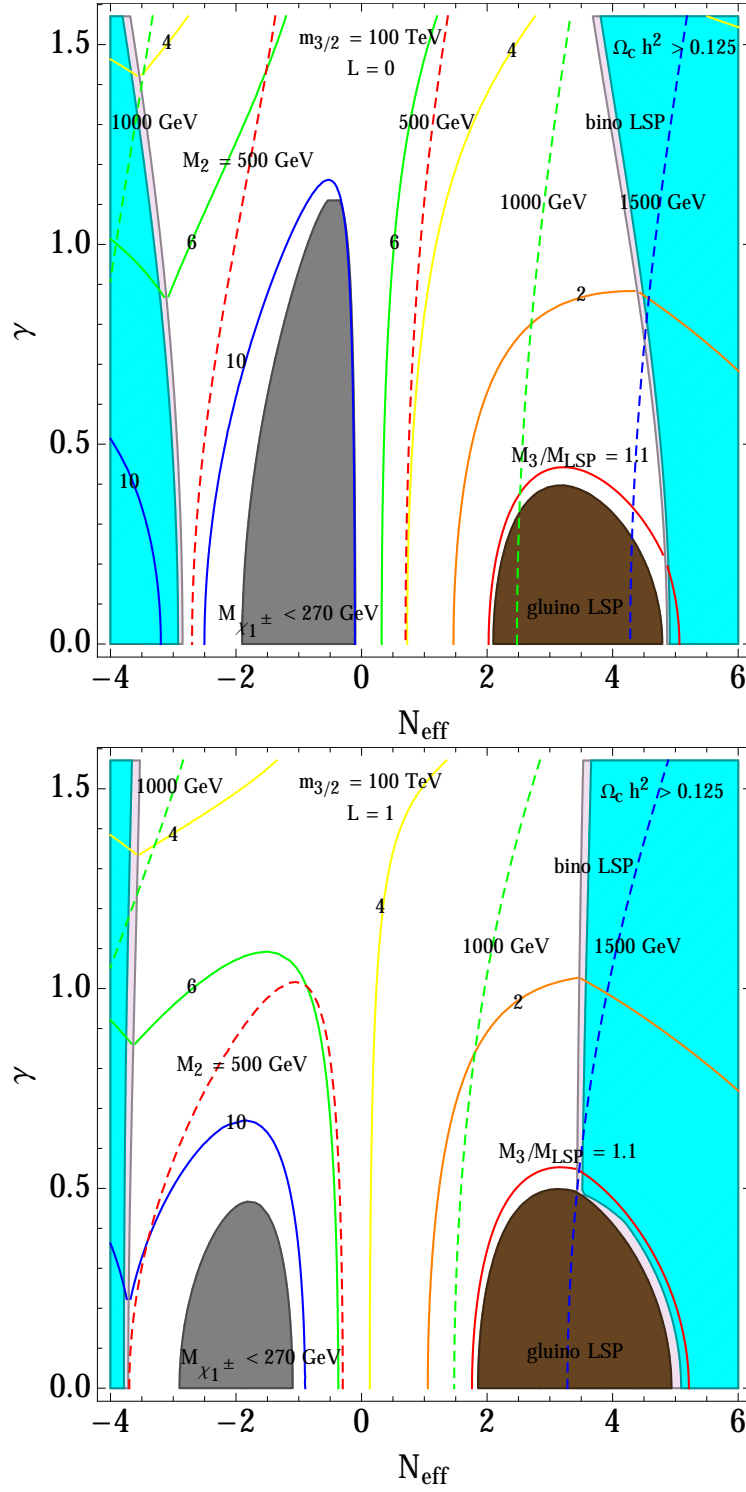 1.5
1.0
0.5
0.0
γ
4
m3/2 = 100 TeV
L = 0
4
Ωc h² > 0.125
1000 GeV
500 GeV
bino LSP
M2 = 500 GeV
1000 GeV
1500 GeV
6
6
2
10
10
M3/MLSP = 1.1
Mχ1± < 270 GeV
gluino LSP
−4 −2 0 2 4 6
Neff
1.5
1.0
0.5
0.0
γ
1000 GeV
m3/2 = 100 TeV
L = 1
Ωc h² > 0.125
4
bino LSP
4
1000 GeV
1500 GeV
6
2
M2 = 500 GeV
10
M3/MLSP = 1.1
Mχ1± < 270 GeV
gluino LSP
−4 −2 0 2 4 6
Neff